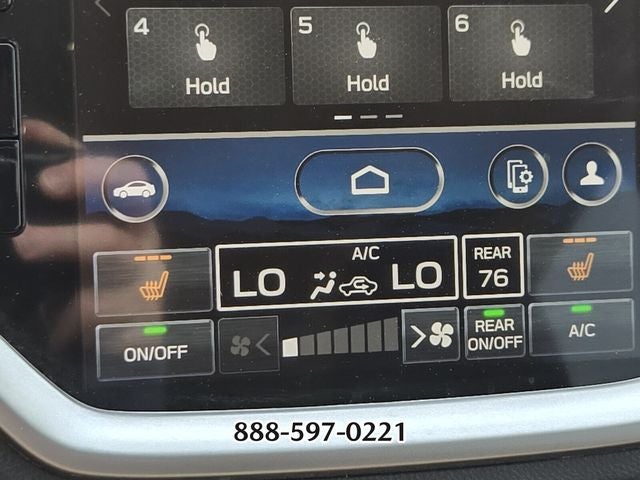 4 5 6
Hold Hold Hold
A/C REAR
LO LO 76
ON/OFF REAR ON/OFF A/C
888-597-0221